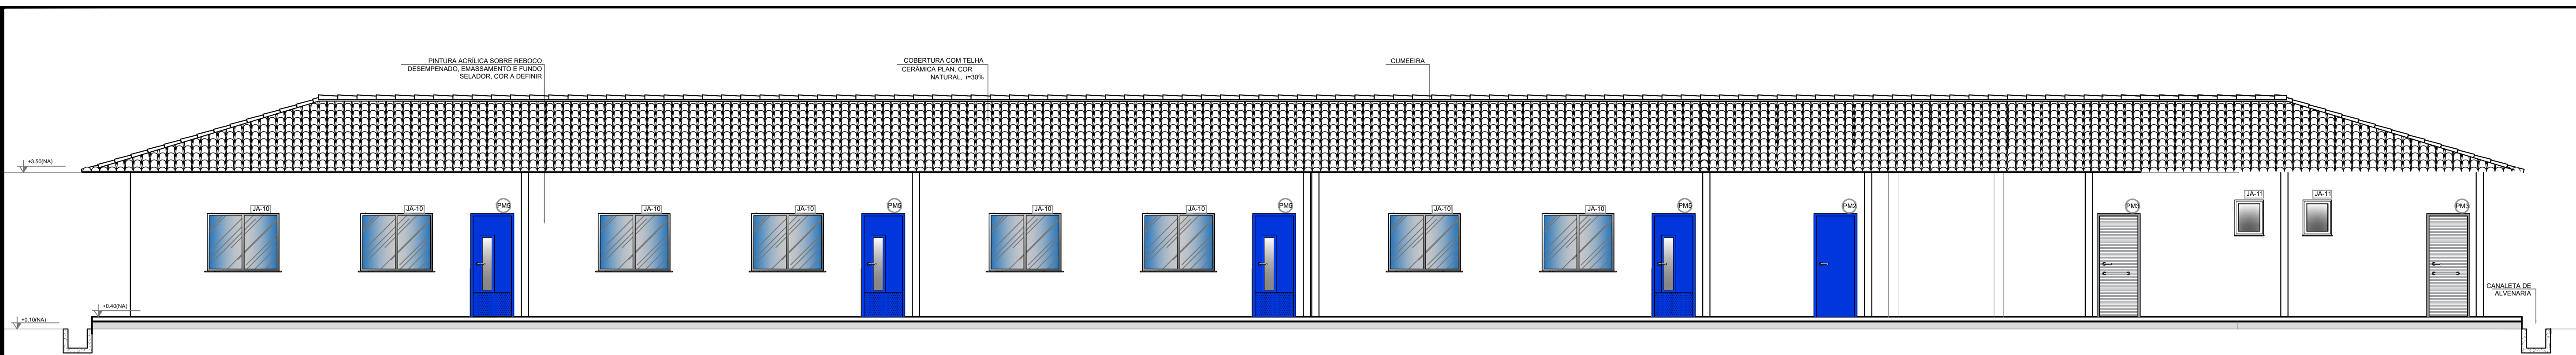 PINTURA ACRÍLICA SOBRE REBOCO
DESEMPENADO, EMASSAMENTO E FUNDO
SELADOR, COR A DEFINIR
COBERTURA COM TELHA
CERÂMICA PLAN, COR
NATURAL, i=30%
CUMEEIRA
+3.50(NA)
JA-10
JA-10
PM5
JA-10
JA-10
PM5
JA-10
JA-10
PM5
JA-10
JA-10
PM5
PM2
PM3
JA-11
JA-11
PM3
CANALETA DE
ALVENARIA
+0.40(NA)
+0.10(NA)